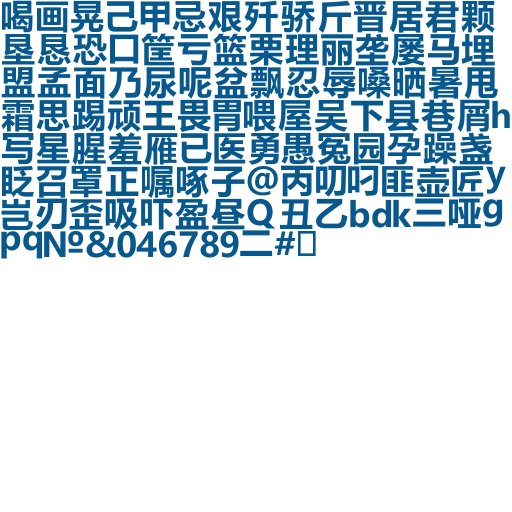 喝画晃己甲忌艰歼骄斤晋居君颗
垦恳恐口筐亏篮栗理丽垄屡马埋
盟孟面乃尿呢盆飘忍辱嗓晒暑甩
霜思踢顽王畏胃喂屋吴下县巷屑h
写星腥羞雁已医勇愚冤园孕躁盏
眨召罩正嘱啄子@丙叨叼匪壶匠y
岂刃歪吸吓盈昼Q丑乙bdk三哑g
pq№&046789二#